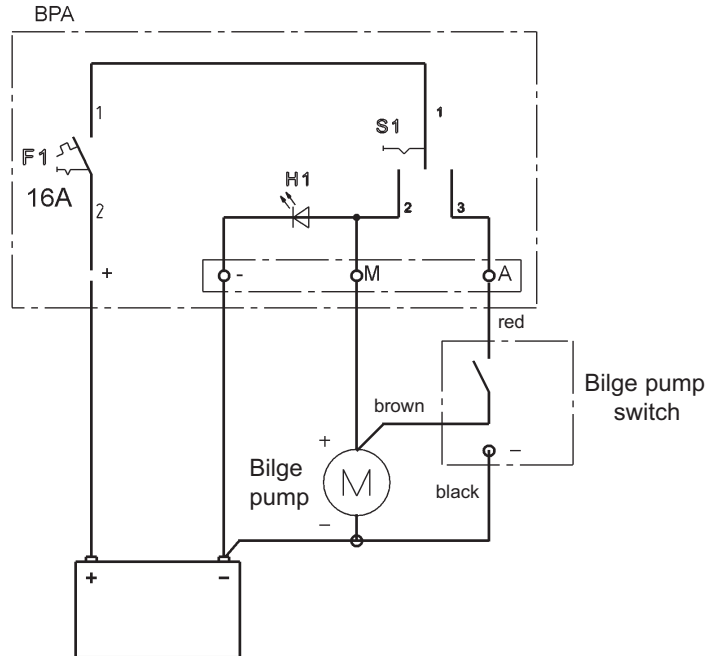 BPA
1
1
S1
F1
H1
16A
2
2
3
+
-
M
A
red
Bilge pump
switch
brown
+
–
Bilge
pump
M
black
–
+
–